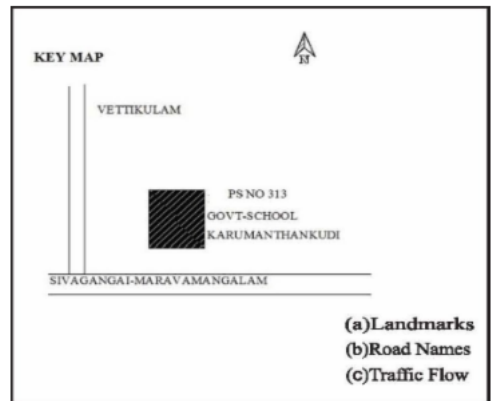 N
KEY MAP
VETTIKULAM
PS NO 313
GOVT-SCHOOL
KARUMANTHANKUDI
SIVAGANGAI-MARAVAMANGALAM
(a)Landmarks
(b)Road Names
(c)Traffic Flow